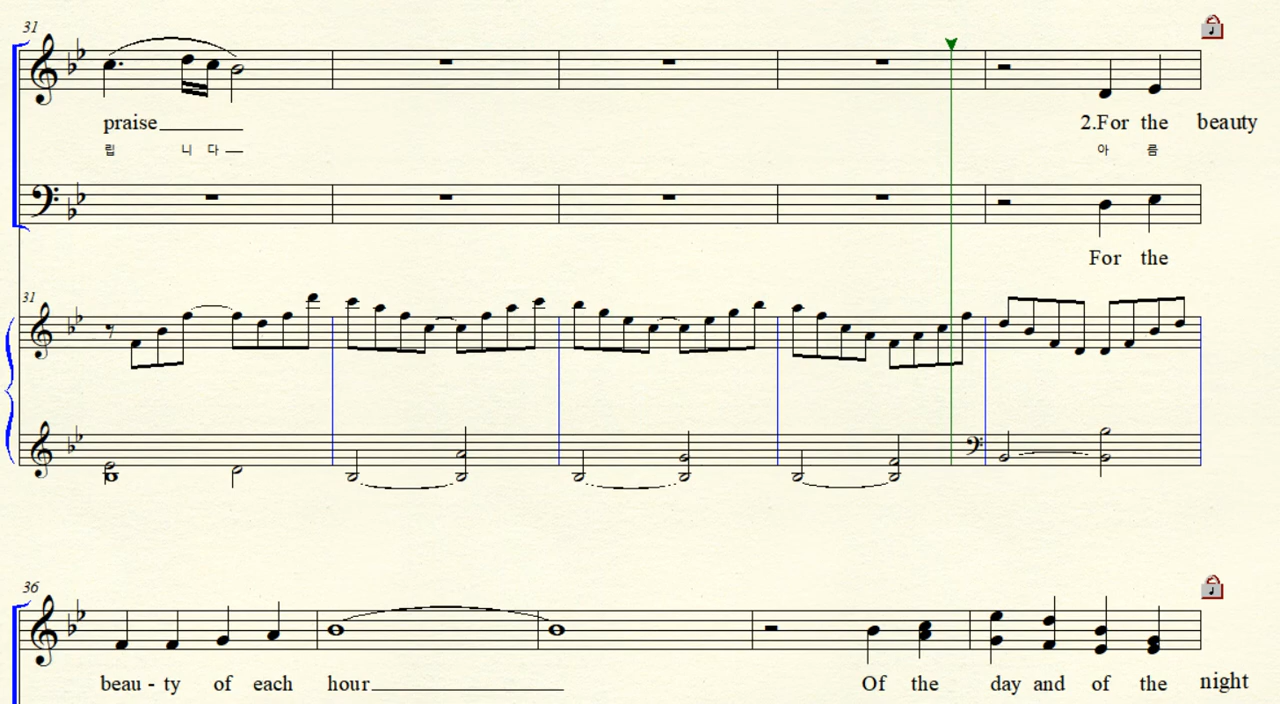 31
praise
2.For the beauty
립 니 다 아 름
For the
31
36
beau - ty of each hour Of the day and of the night